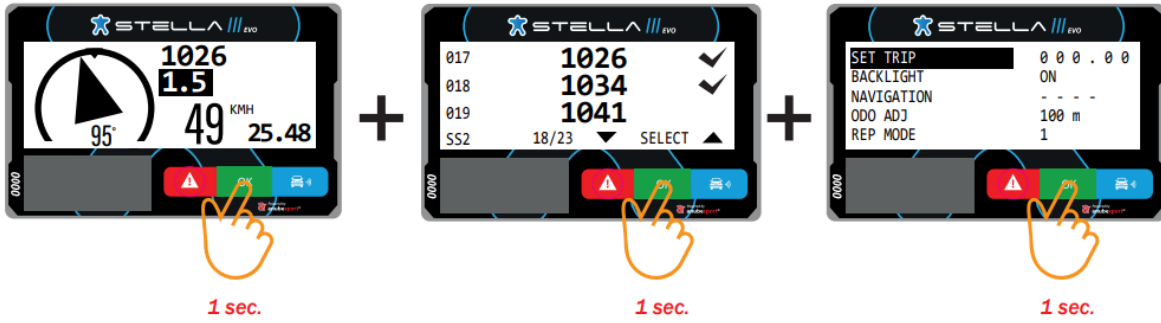 STELLA III EVO
1026
1.5
49 KMH
95°
25.48
0000
OK
1 sec.
+
STELLA III EVO
017 1026
018 1034
019 1041
SS2 18/23 SELECT
0000
OK
1 sec.
+
STELLA III EVO
SET TRIP 000.00
BACKLIGHT ON
NAVIGATION - - - -
ODO ADJ 100 m
REP MODE 1
0000
OK
1 sec.